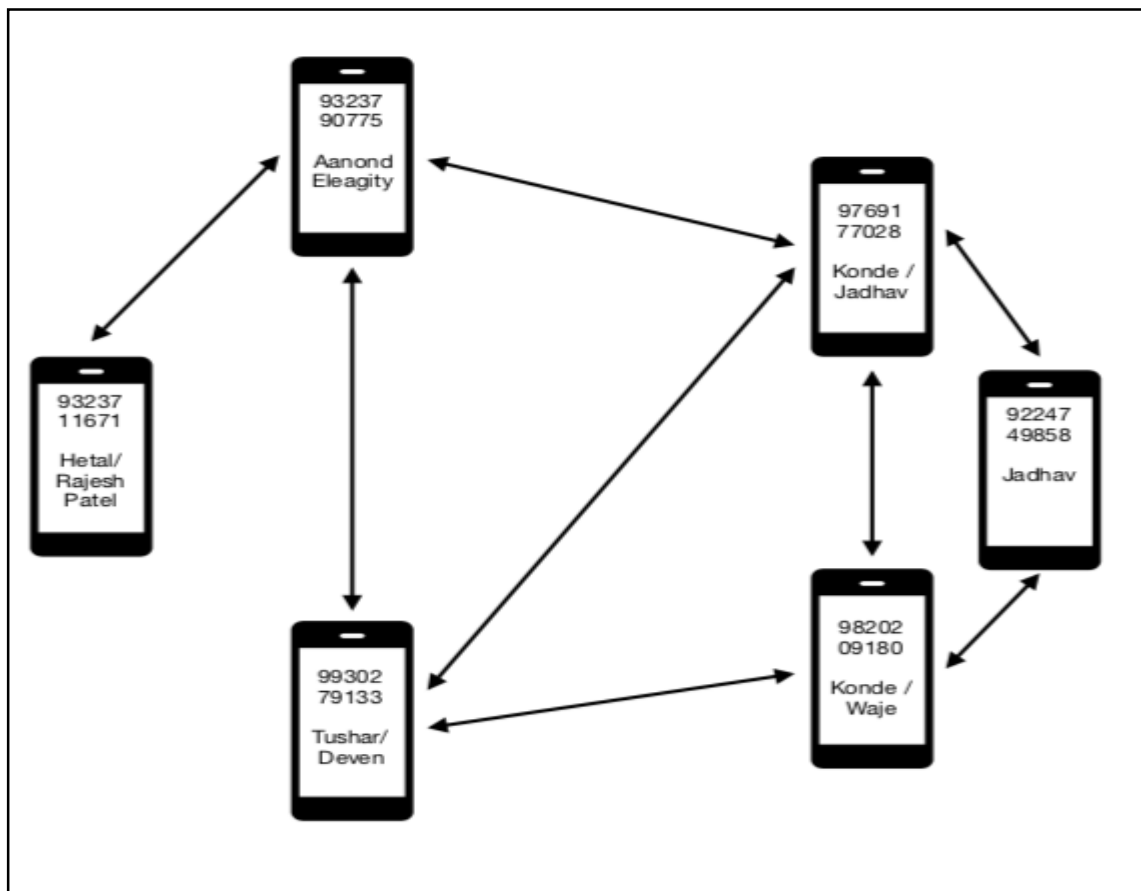 93237
90775
Aanond
Eleagity
97691
77028
Konde /
Jadhav
93237
11671
Hetal/
Rajesh
Patel
92247
49858
Jadhav
99302
79133
Tushar/
Deven
98202
09180
Konde /
Waje